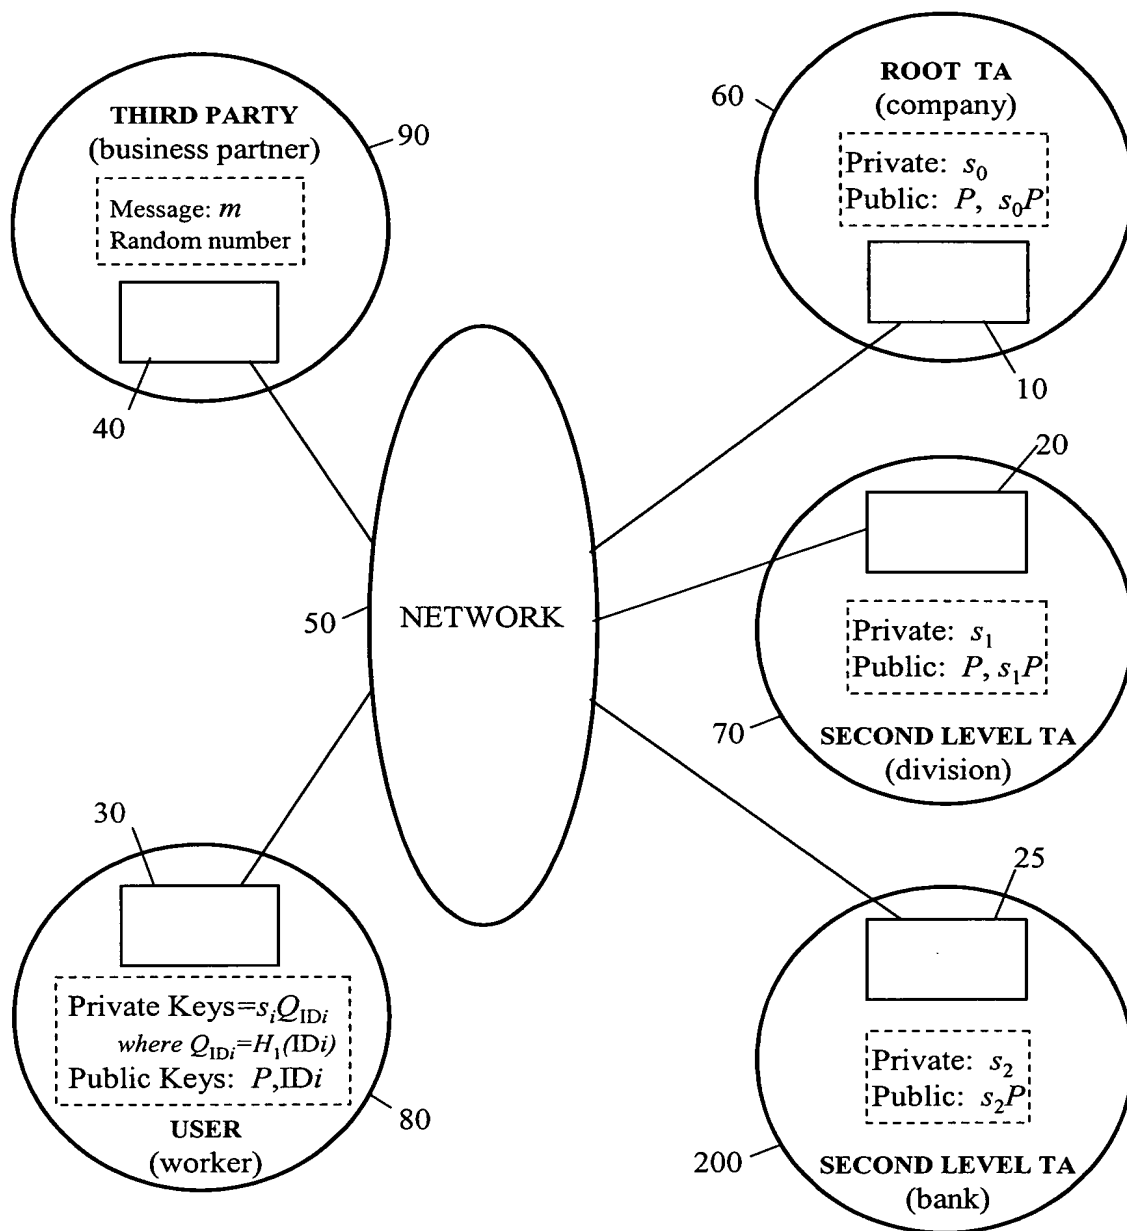 THIRD PARTY
(business partner)
Message: m
Random number
90
40
ROOT TA
(company)
60
Private: s₀
Public: P, s₀P
10
20
50
NETWORK
Private: s₁
Public: P, s₁P
70
SECOND LEVEL TA
(division)
30
Private Keys=sᵢQ_IDi
where Q_IDi=H₁(IDi)
Public Keys: P,IDi
USER
(worker)
80
25
Private: s₂
Public: s₂P
200
SECOND LEVEL TA
(bank)